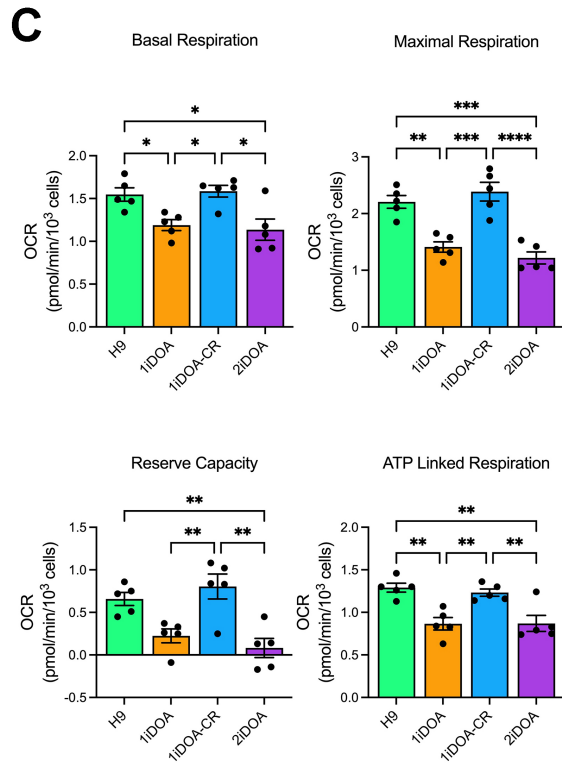 C
Basal Respiration
*
* * *
OCR
(pmol/min/10³ cells)
2.0
1.5
1.0
0.5
0.0
H9
1iDOA
1iDOA-CR
2iDOA
Maximal Respiration
***
** *** ****
OCR
(pmol/min/10³ cells)
3
2
1
0
H9
1iDOA
1iDOA-CR
2iDOA
Reserve Capacity
**
** **
OCR
(pmol/min/10³ cells)
1.5
1.0
0.5
0.0
-0.5
H9
1iDOA
1iDOA-CR
2iDOA
ATP Linked Respiration
**
** ** **
OCR
(pmol/min/10³ cells)
2.0
1.5
1.0
0.5
0.0
H9
1iDOA
1iDOA-CR
2iDOA